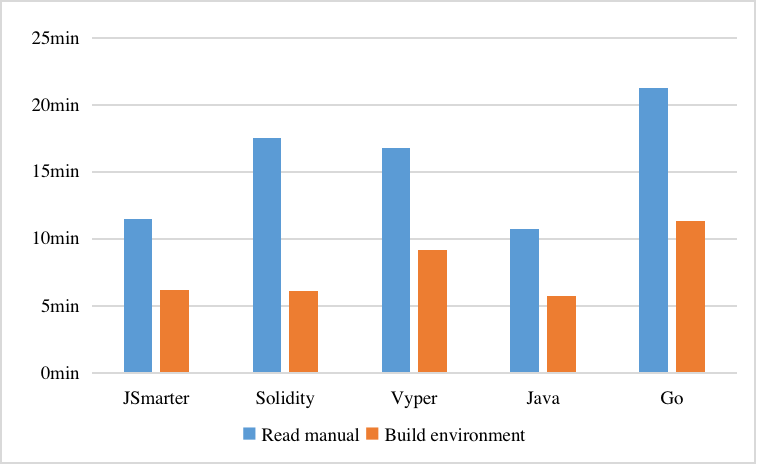 25min
20min
15min
10min
5min
0min
JSmarter Solidity Vyper Java Go
Read manual Build environment